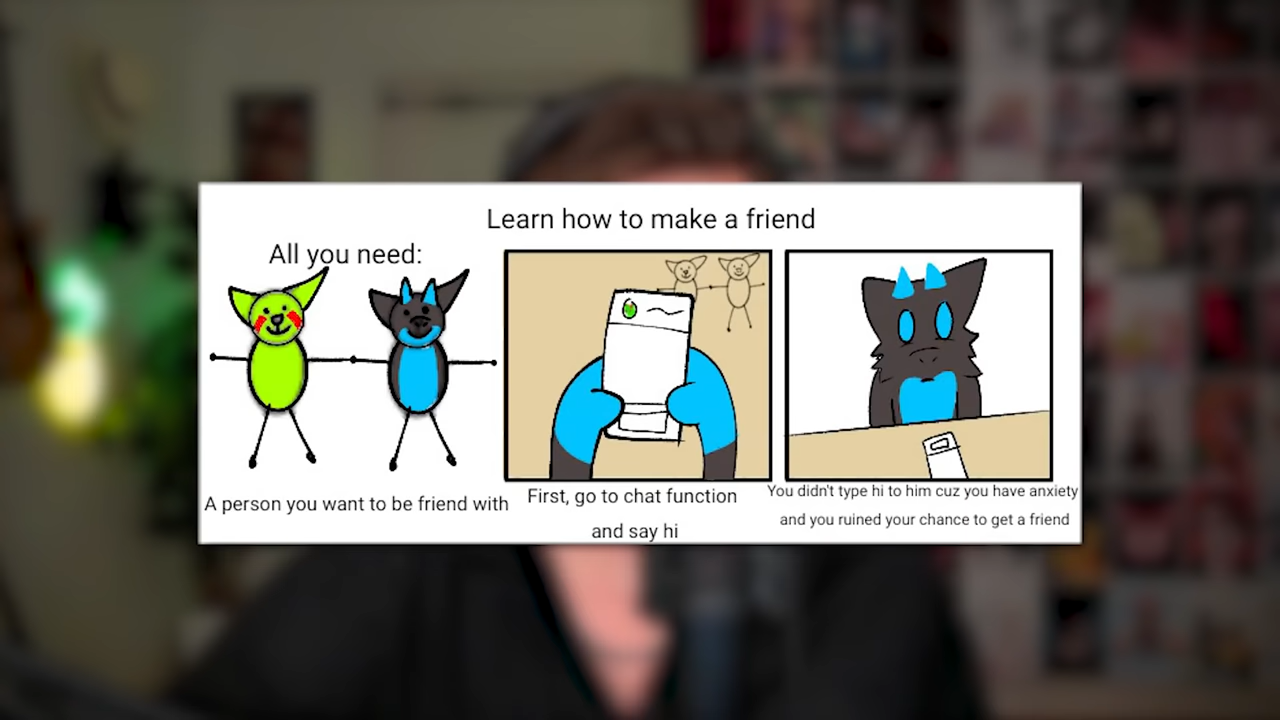 Learn how to make a friend
All you need:
A person you want to be friend with
First, go to chat function
and say hi
You didn't type hi to him cuz you have anxiety
and you ruined your chance to get a friend